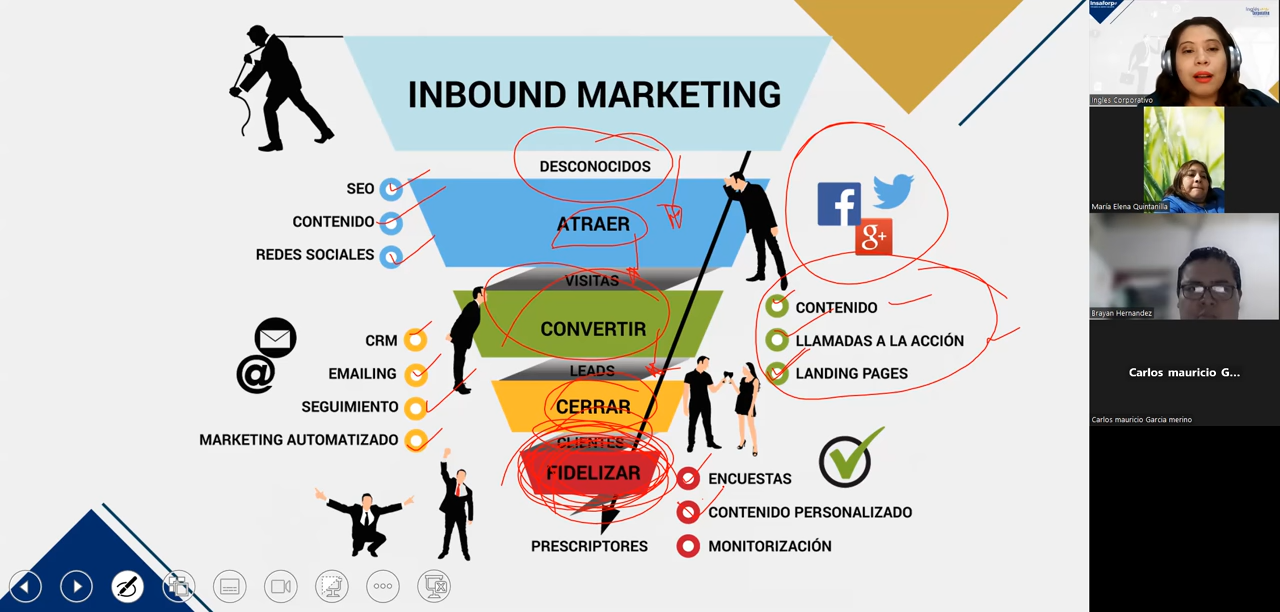 INBOUND MARKETING
DESCONOCIDOS
SEO
CONTENIDO
REDES SOCIALES
ATRAER
f
g+
VISITAS
CONVERTIR
CONTENIDO
LLAMADAS A LA ACCIÓN
LANDING PAGES
LEADS
@
CRM
EMAILING
SEGUIMIENTO
MARKETING AUTOMATIZADO
CERRAR
CLIENTES
FIDELIZAR
ENCUESTAS
CONTENIDO PERSONALIZADO
MONITORIZACIÓN
PRESCRIPTORES
Insaforp
Ingles Corporativo
María Elena Quintanilla
Brayan Hernandez
Carlos mauricio G...
Carlos mauricio Garcia merino